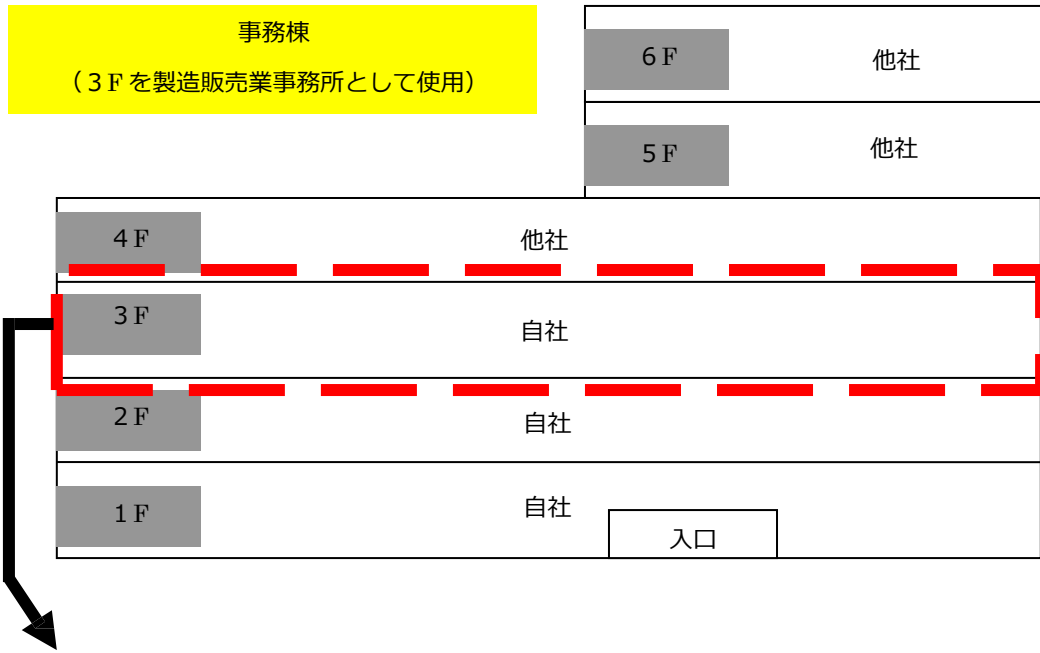 事務棟
（３Fを製造販売業事務所として使用）
６F
他社
５F
他社
４F
他社
３F
自社
２F
自社
１F
自社
入口